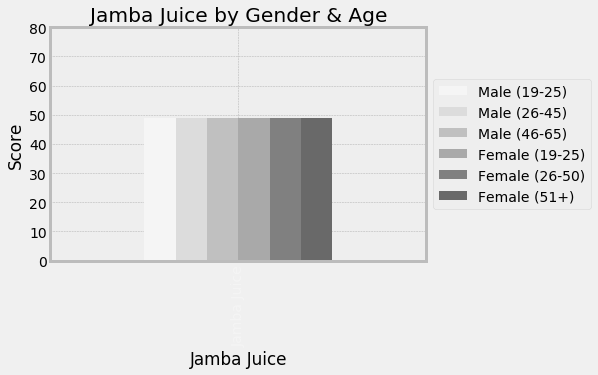 Jamba Juice by Gender & Age
80
70
60
50
40
30
20
10
0
Score
Male (19-25)
Male (26-45)
Male (46-65)
Female (19-25)
Female (26-50)
Female (51+)
Jamba Juice